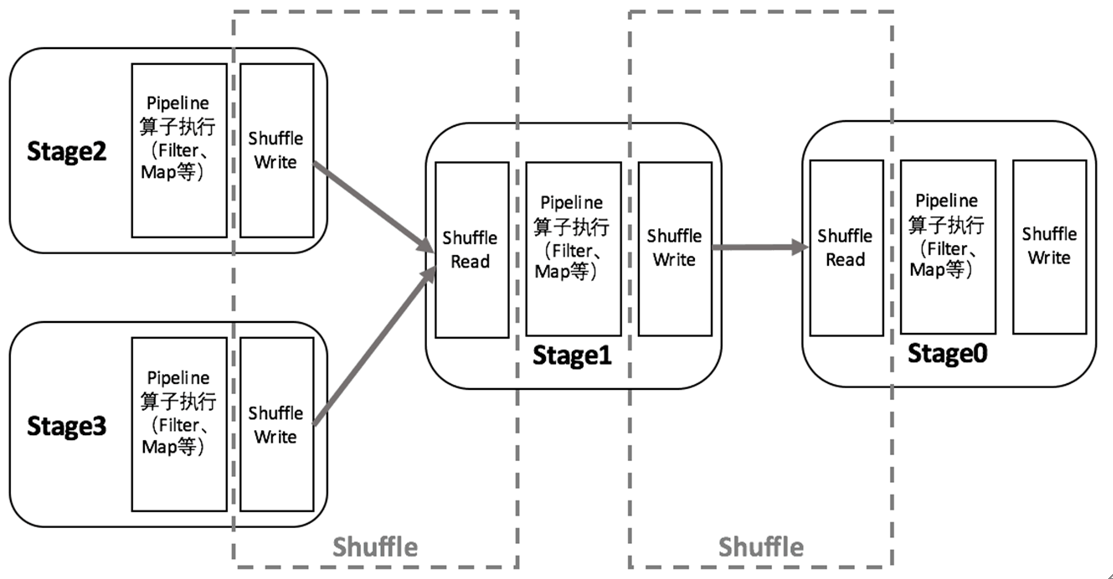 Stage2
Pipeline
算子执行
（Filter、
Map等）
Shuffle
Write
Stage3
Pipeline
算子执行
（Filter、
Map等）
Shuffle
Write
Shuffle
Read
Pipeline
算子执行
（Filter、
Map等）
Shuffle
Write
Stage1
Shuffle
Read
Pipeline
算子执行
（Filter、
Map等）
Shuffle
Write
Stage0
Shuffle
Shuffle